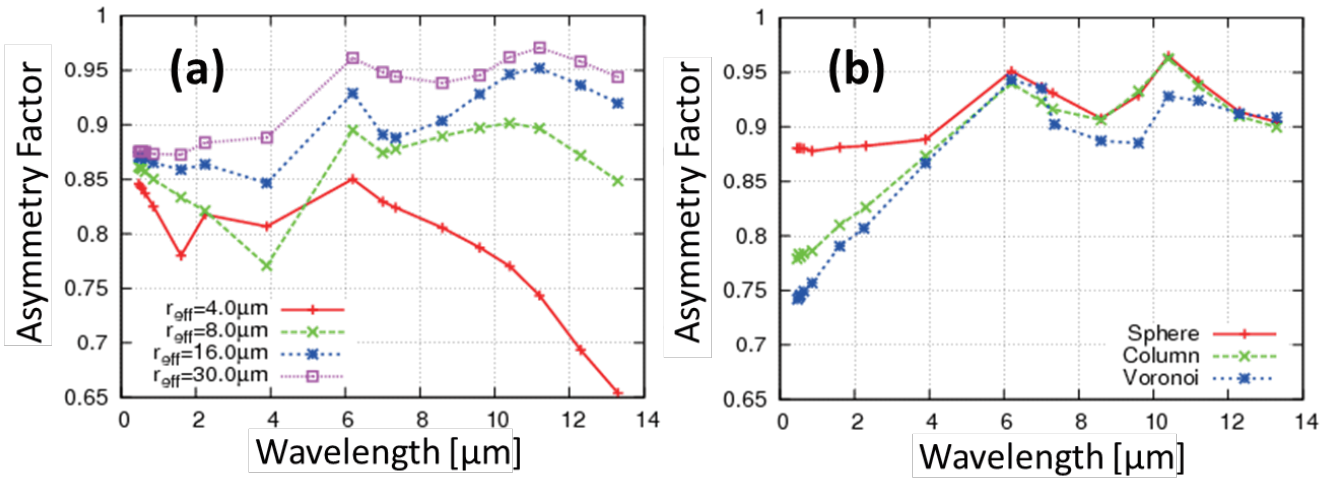 (a)
Asymmetry Factor
1
0.95
0.9
0.85
0.8
0.75
0.7
0.65
0 2 4 6 8 10 12 14
Wavelength [μm]
reff=4.0μm
reff=8.0μm
reff=16.0μm
reff=30.0μm
(b)
Asymmetry Factor
1
0.95
0.9
0.85
0.8
0.75
0.7
0.65
0 2 4 6 8 10 12 14
Wavelength [μm]
Sphere
Column
Voronoi